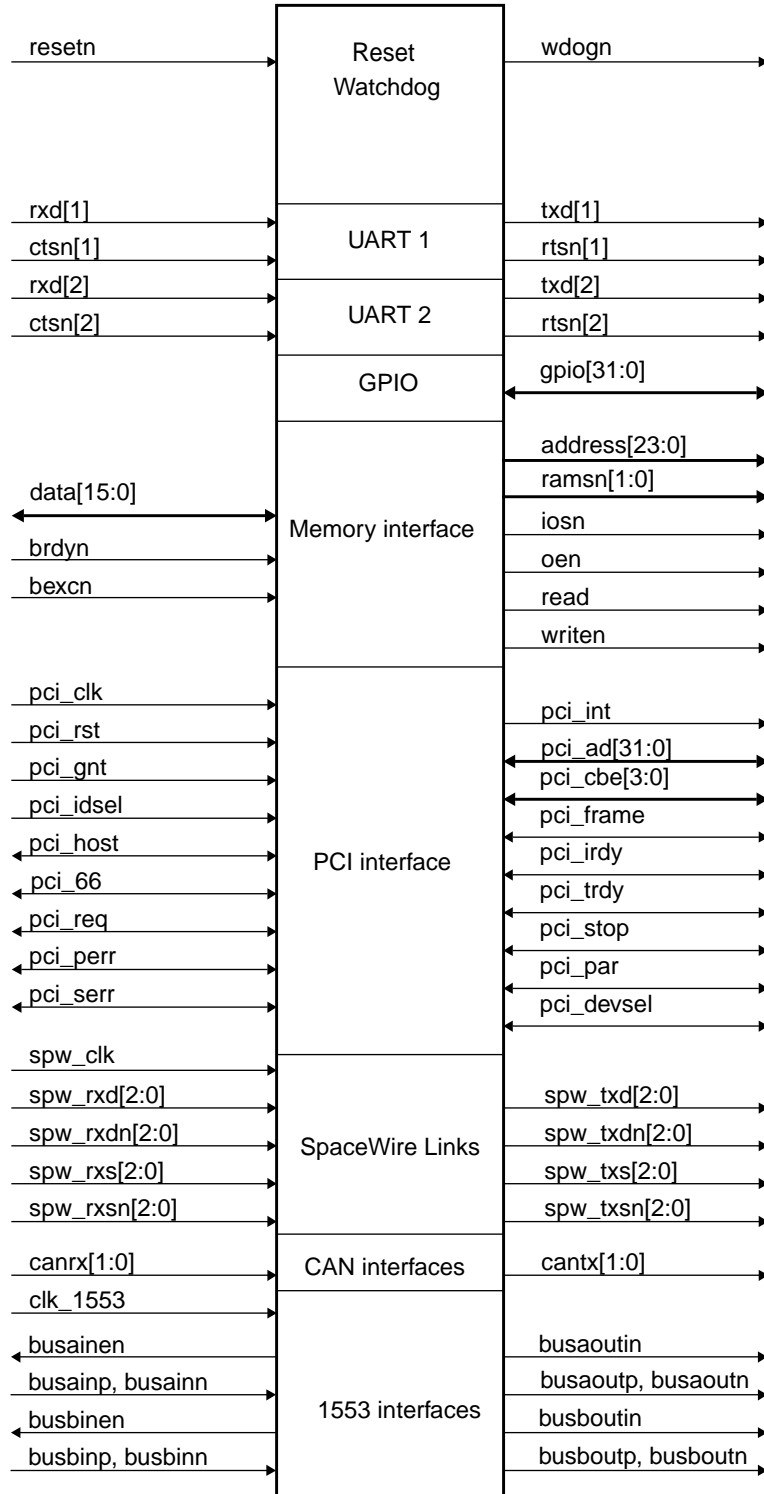 resetn
Reset
Watchdog
wdogn
rxd[1]
ctsn[1]
UART 1
txd[1]
rtsn[1]
rxd[2]
ctsn[2]
UART 2
txd[2]
rtsn[2]
GPIO
gpio[31:0]
data[15:0]
brdyn
bexcn
Memory interface
address[23:0]
ramsn[1:0]
iosn
oen
read
writen
pci_clk
pci_rst
pci_gnt
pci_idsel
pci_host
pci_66
pci_req
pci_perr
pci_serr
PCI interface
pci_int
pci_ad[31:0]
pci_cbe[3:0]
pci_frame
pci_irdy
pci_trdy
pci_stop
pci_par
pci_devsel
spw_clk
spw_rxd[2:0]
spw_rxdn[2:0]
spw_rxs[2:0]
spw_rxsn[2:0]
SpaceWire Links
spw_txd[2:0]
spw_txdn[2:0]
spw_txs[2:0]
spw_txsn[2:0]
canrx[1:0]
CAN interfaces
cantx[1:0]
clk_1553
busainen
busainp, busainn
busbinen
busbinp, busbinn
1553 interfaces
busaoutin
busaoutp, busaoutn
busboutin
busboutp, busboutn